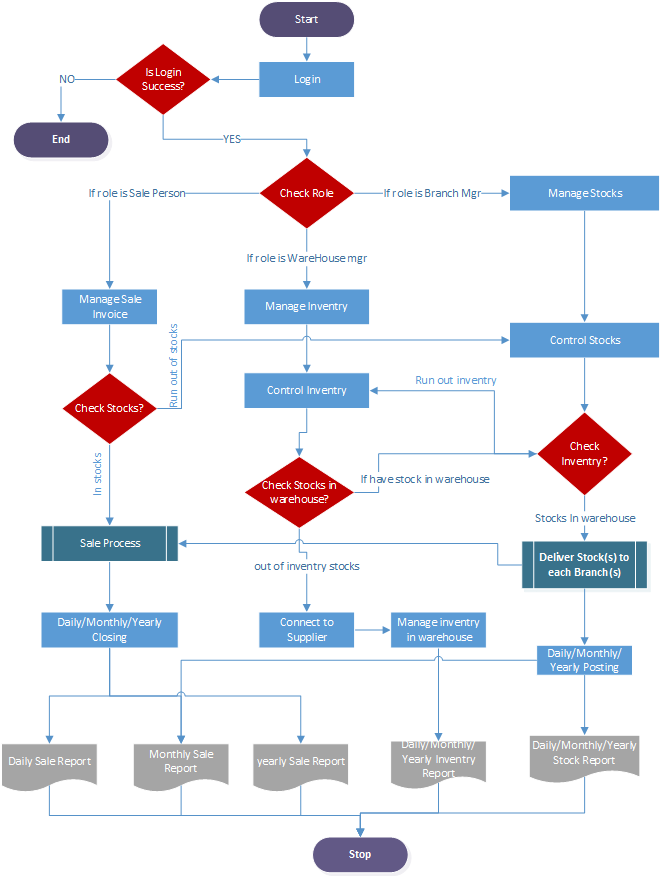 Start
Is Login
Success?
Login
NO
End
YES
If role is Sale Person
Check Role
If role is Branch Mgr
Manage Stocks
If role is WareHouse mgr
Manage Sale
Invoice
Manage Inventry
Run out of stocks
Control Stocks
Control Inventry
Run out inventry
Check Stocks?
Check
Inventry?
In stocks
Check Stocks in
warehouse?
If have stock in warehouse
Stocks In warehouse
Sale Process
Deliver Stock(s) to
each Branch(s)
out of inventry stocks
Daily/Monthly/Yearly
Closing
Connect to
Supplier
Manage inventry
in warehouse
Daily/Monthly/
Yearly Posting
Daily Sale Report
Monthly Sale
Report
yearly Sale Report
Daily/Monthly/
Yearly Inventry
Report
Daily/Monthly/Yearly
Stock Report
Stop